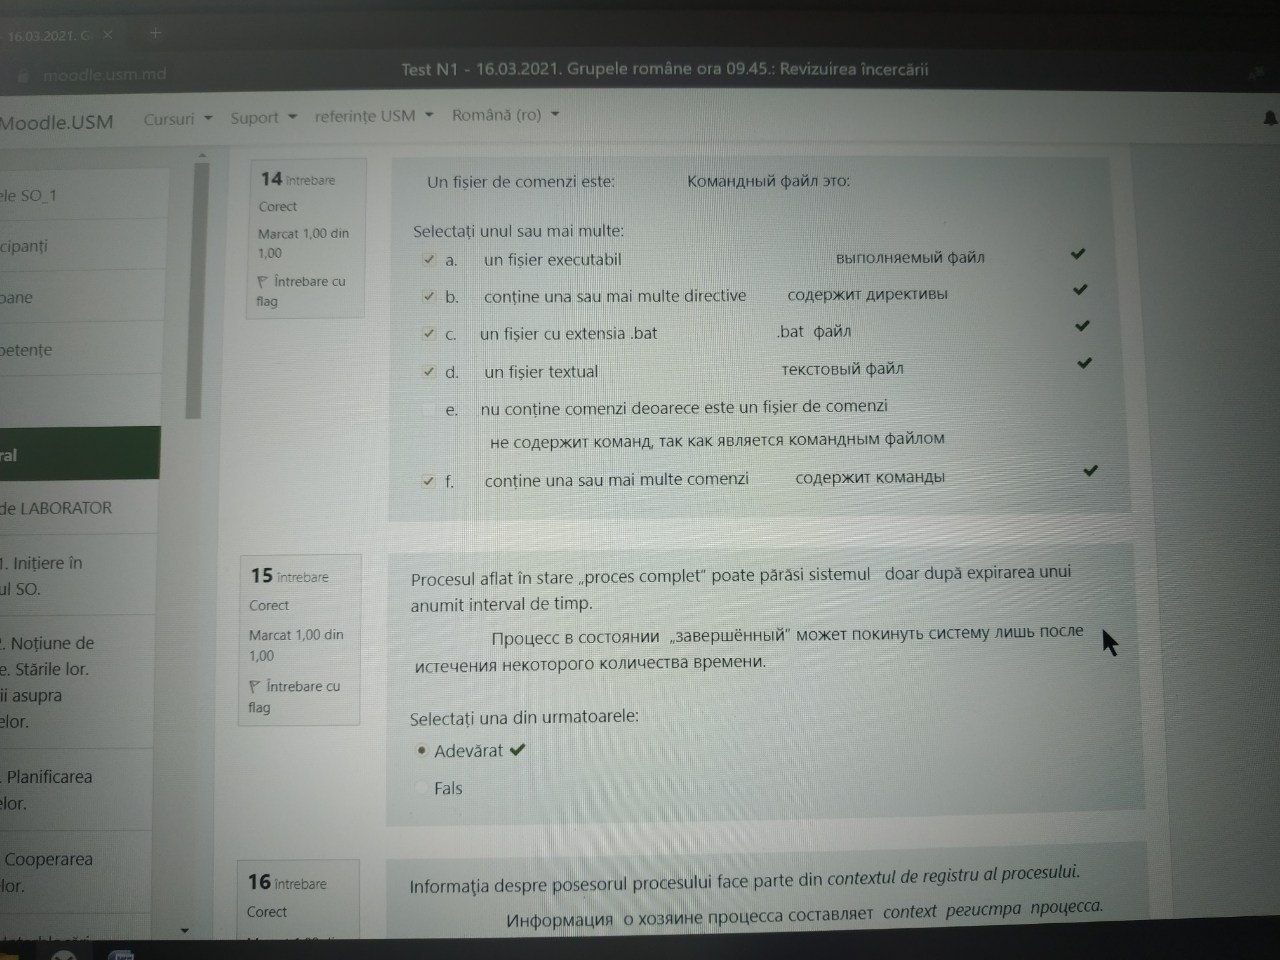 16.03.2021. G
moodle.usm.md
Test N1 - 16.03.2021. Grupele române ora 09.45.: Revizuirea încercării
Moodle.USM Cursuri Suport referințe USM Română (ro)
ele SO_1
cipanți
oane
petențe
ral
de LABORATOR
1. Inițiere în
ul SO.
2. Noțiune de
e. Stările lor.
ii asupra
elor.
. Planificarea
elor.
Cooperarea
lor.
14 întrebare
Corect
Marcat 1,00 din
1,00
Întrebare cu
flag
Un fișier de comenzi este: Командный файл это:
Selectați unul sau mai multe:
a. un fișier executabil выполняемый файл
b. conține una sau mai multe directive содержит директивы
c. un fișier cu extensia .bat .bat файл
d. un fișier textual текстовый файл
e. nu conține comenzi deoarece este un fișier de comenzi
не содержит команд, так как является командным файлом
f. conține una sau mai multe comenzi содержит команды
15 întrebare
Corect
Marcat 1,00 din
1,00
Întrebare cu
flag
Procesul aflat în stare „proces complet” poate părăsi sistemul doar după expirarea unui
anumit interval de timp.
Процесс в состоянии „завершённый” может покинуть систему лишь после
истечения некоторого количества времени.
Selectați una din urmatoarele:
Adevărat
Fals
16 întrebare
Corect
Informaţia despre posesorul procesului face parte din contextul de registru al procesului.
Информация о хозяине процесса составляет context регистра процесса.